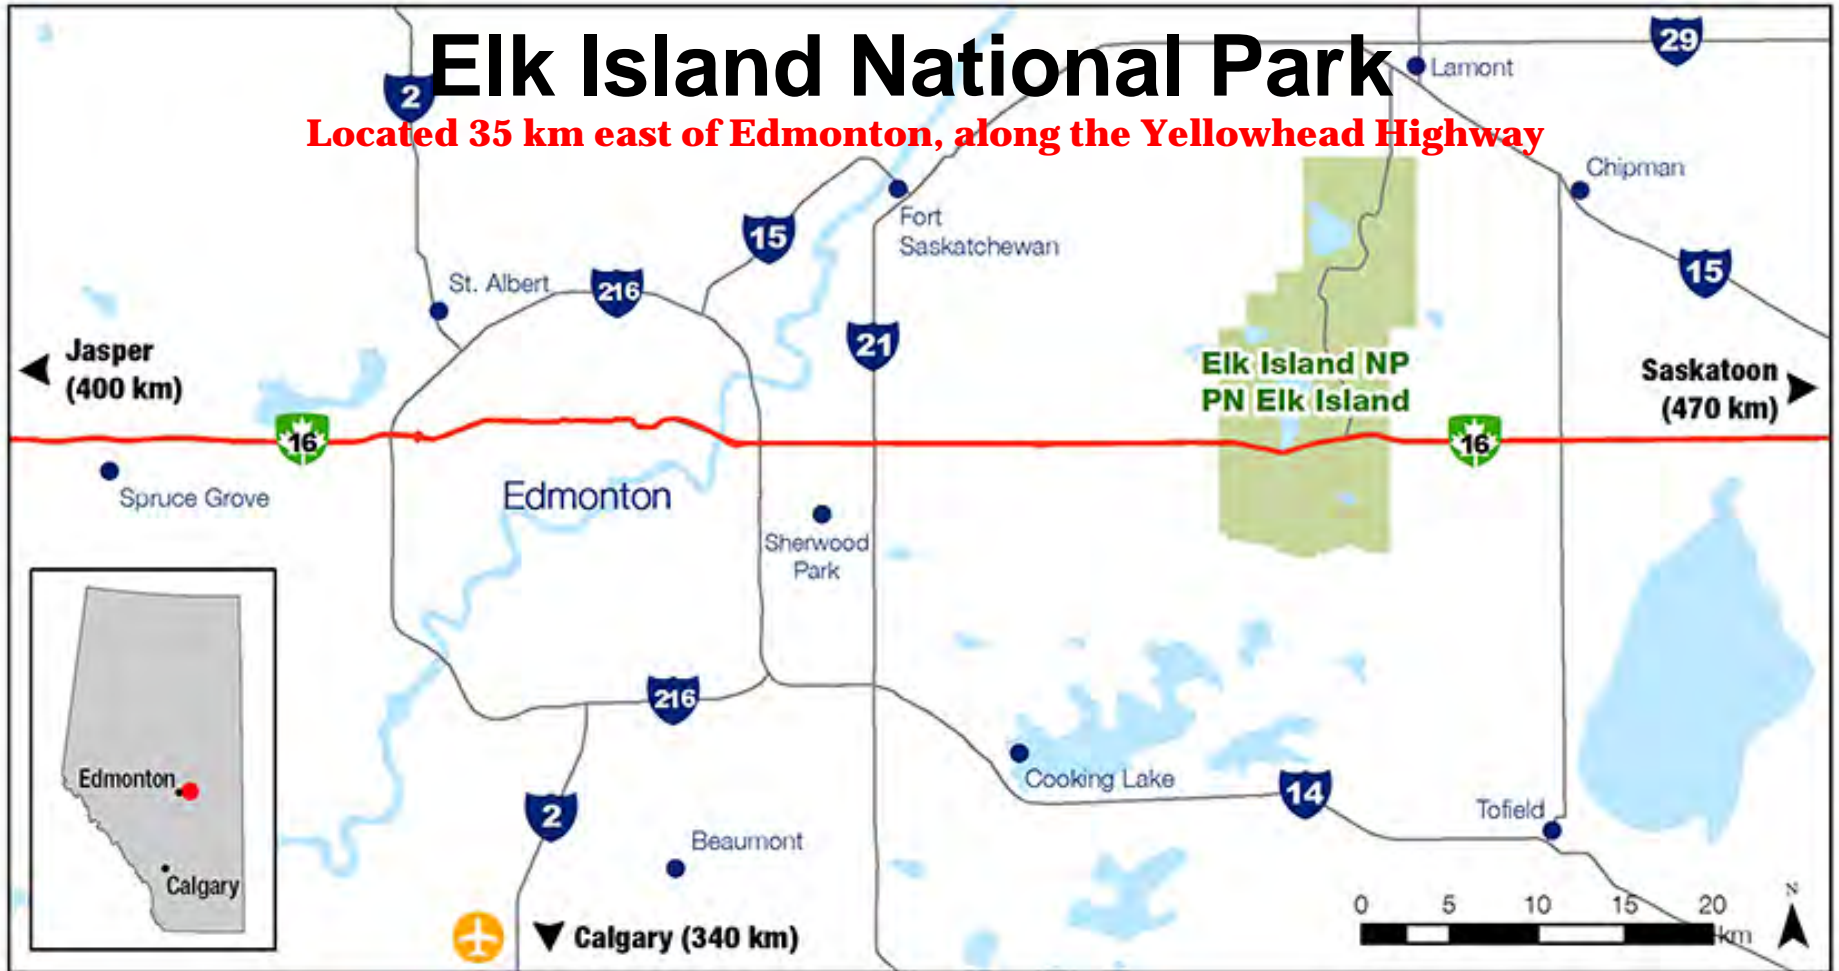 Elk Island National Park
Located 35 km east of Edmonton, along the Yellowhead Highway
29
Lamont
2
Chipman
Fort
Saskatchewan
15
15
St. Albert
216
21
Jasper
(400 km)
Elk Island NP
PN Elk Island
Saskatoon
(470 km)
16
16
Spruce Grove
Edmonton
Sherwood
Park
216
Cooking Lake
14
Tofield
2
Beaumont
Edmonton
Calgary
Calgary (340 km)
0 5 10 15 20
km
N